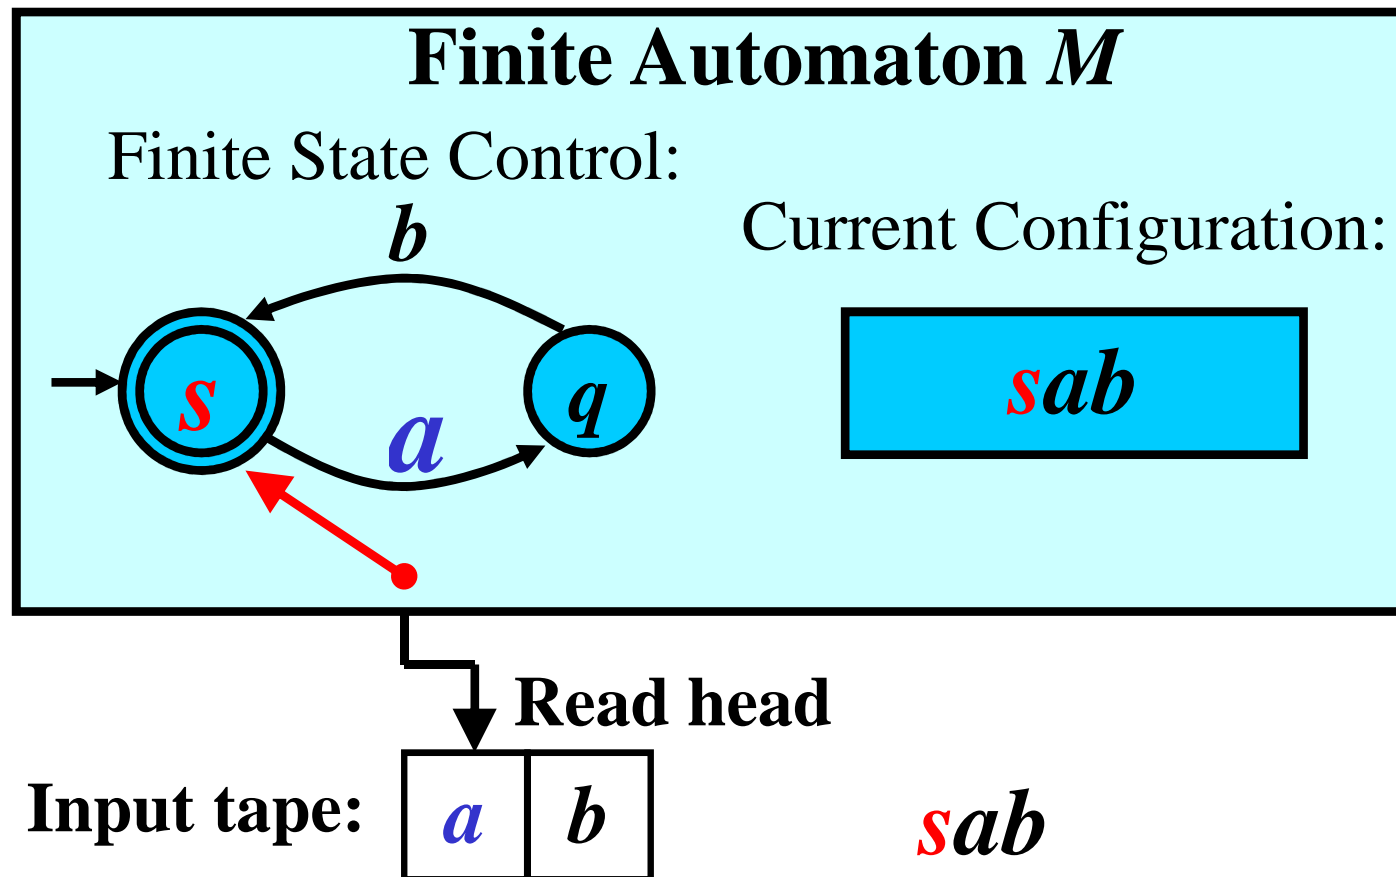 Finite Automaton M
Finite State Control:
Current Configuration:
b
s
q
a
sab
Read head
Input tape: a b
sab